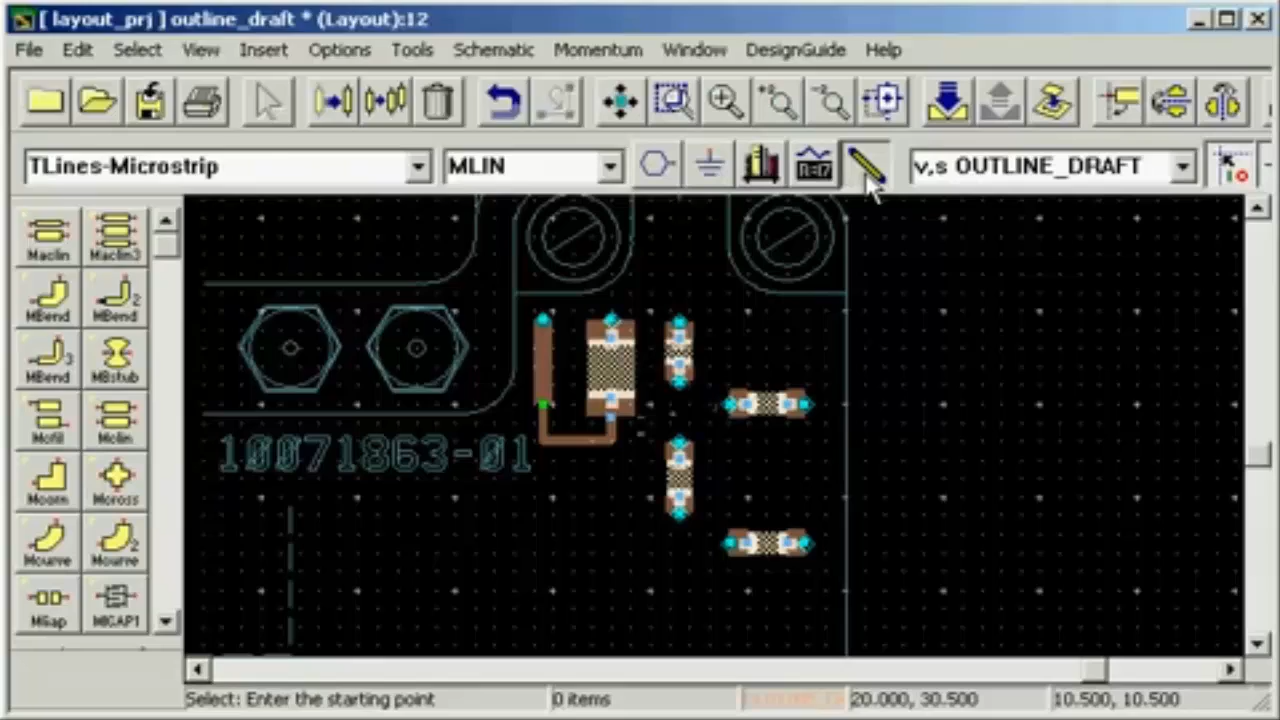 [ layout_prj ] outline_draft * (Layout):12
File Edit Select View Insert Options Tools Schematic Momentum Window DesignGuide Help
TLines-Microstrip MLIN v,s OUTLINE_DRAFT
Maclin Maclin3
MBend MBend
MBend MBstub
Mcfil Mclin
Mcorn Mcross
Mcurve Mcurve
MGap MIGAP1
10071863-01
Select: Enter the starting point 0 items 20.000, 30.500 10.500, 10.500